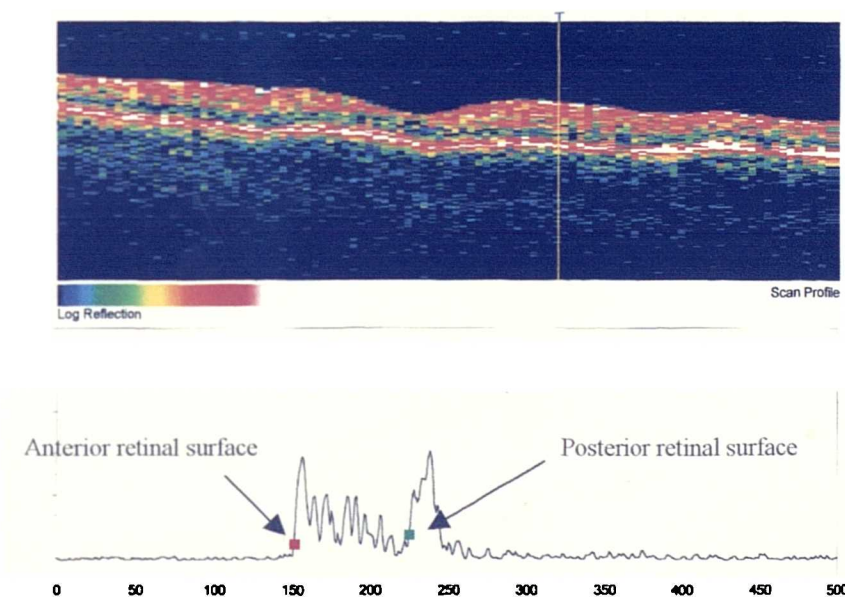 T
Log Reflection
Scan Profile
Anterior retinal surface
Posterior retinal surface
0 50 100 150 200 250 300 350 400 450 500